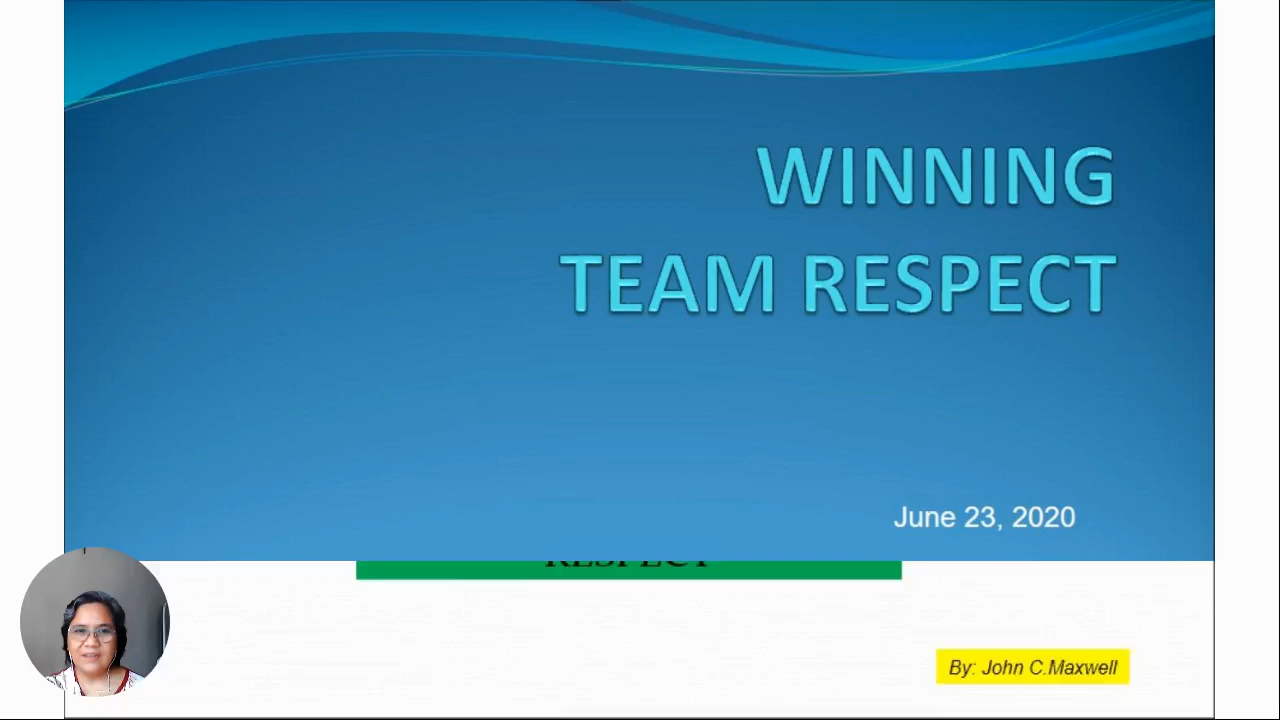 WINNING
TEAM RESPECT
June 23, 2020
RESPECT
By: John C.Maxwell